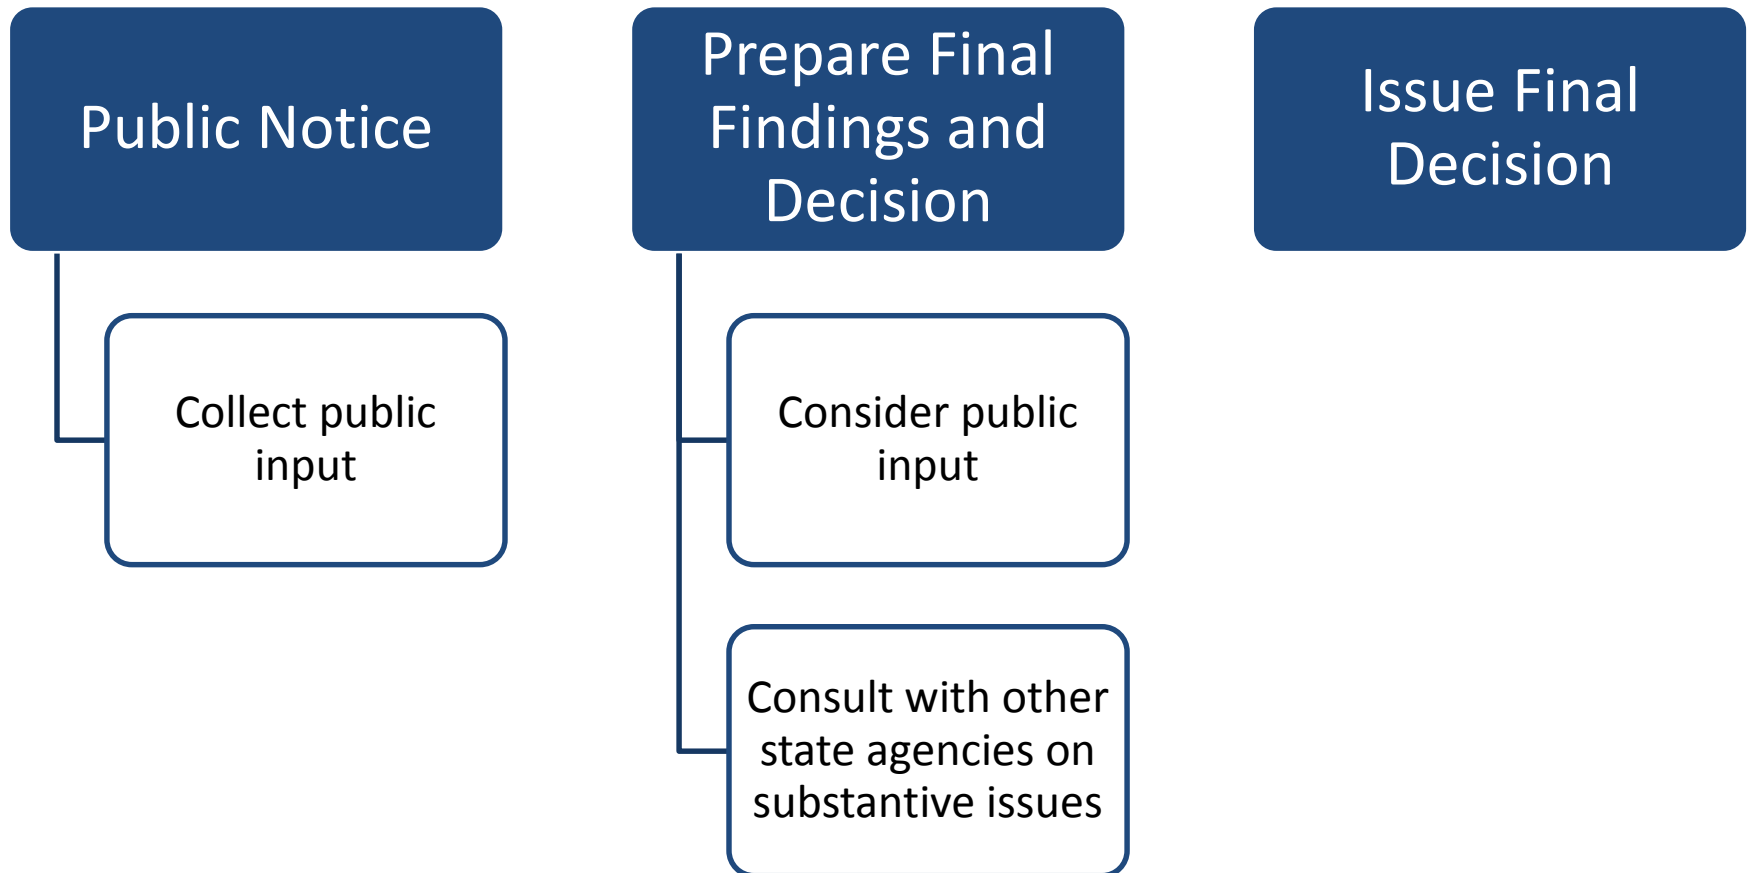 Public Notice
Collect public
input
Prepare Final
Findings and
Decision
Consider public
input
Consult with other
state agencies on
substantive issues
Issue Final
Decision